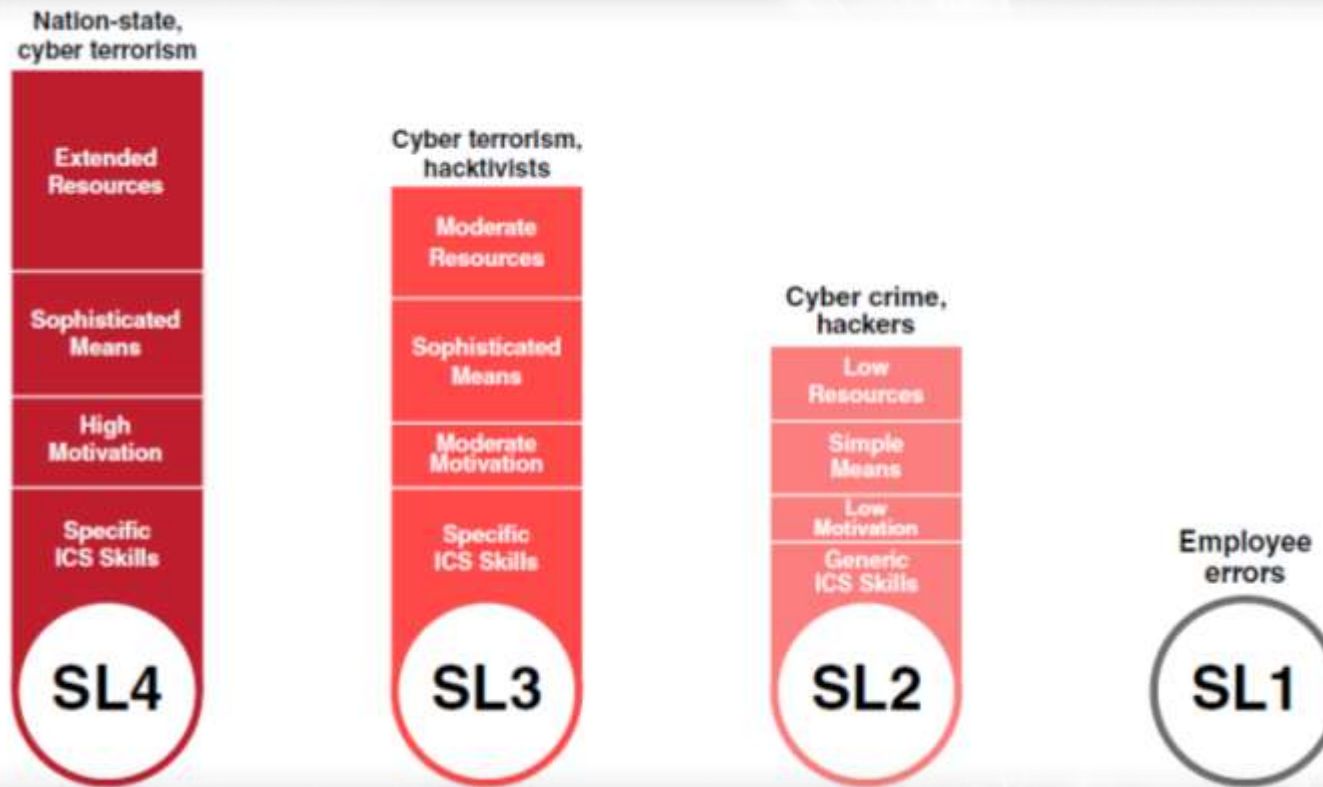 Nation-state,
cyber terrorism
Extended
Resources
Sophisticated
Means
High
Motivation
Specific
ICS Skills
SL4
Cyber terrorism,
hacktivists
Moderate
Resources
Sophisticated
Means
Moderate
Motivation
Specific
ICS Skills
SL3
Cyber crime,
hackers
Low
Resources
Simple
Means
Low
Motivation
Generic
ICS Skills
SL2
Employee
errors
SL1